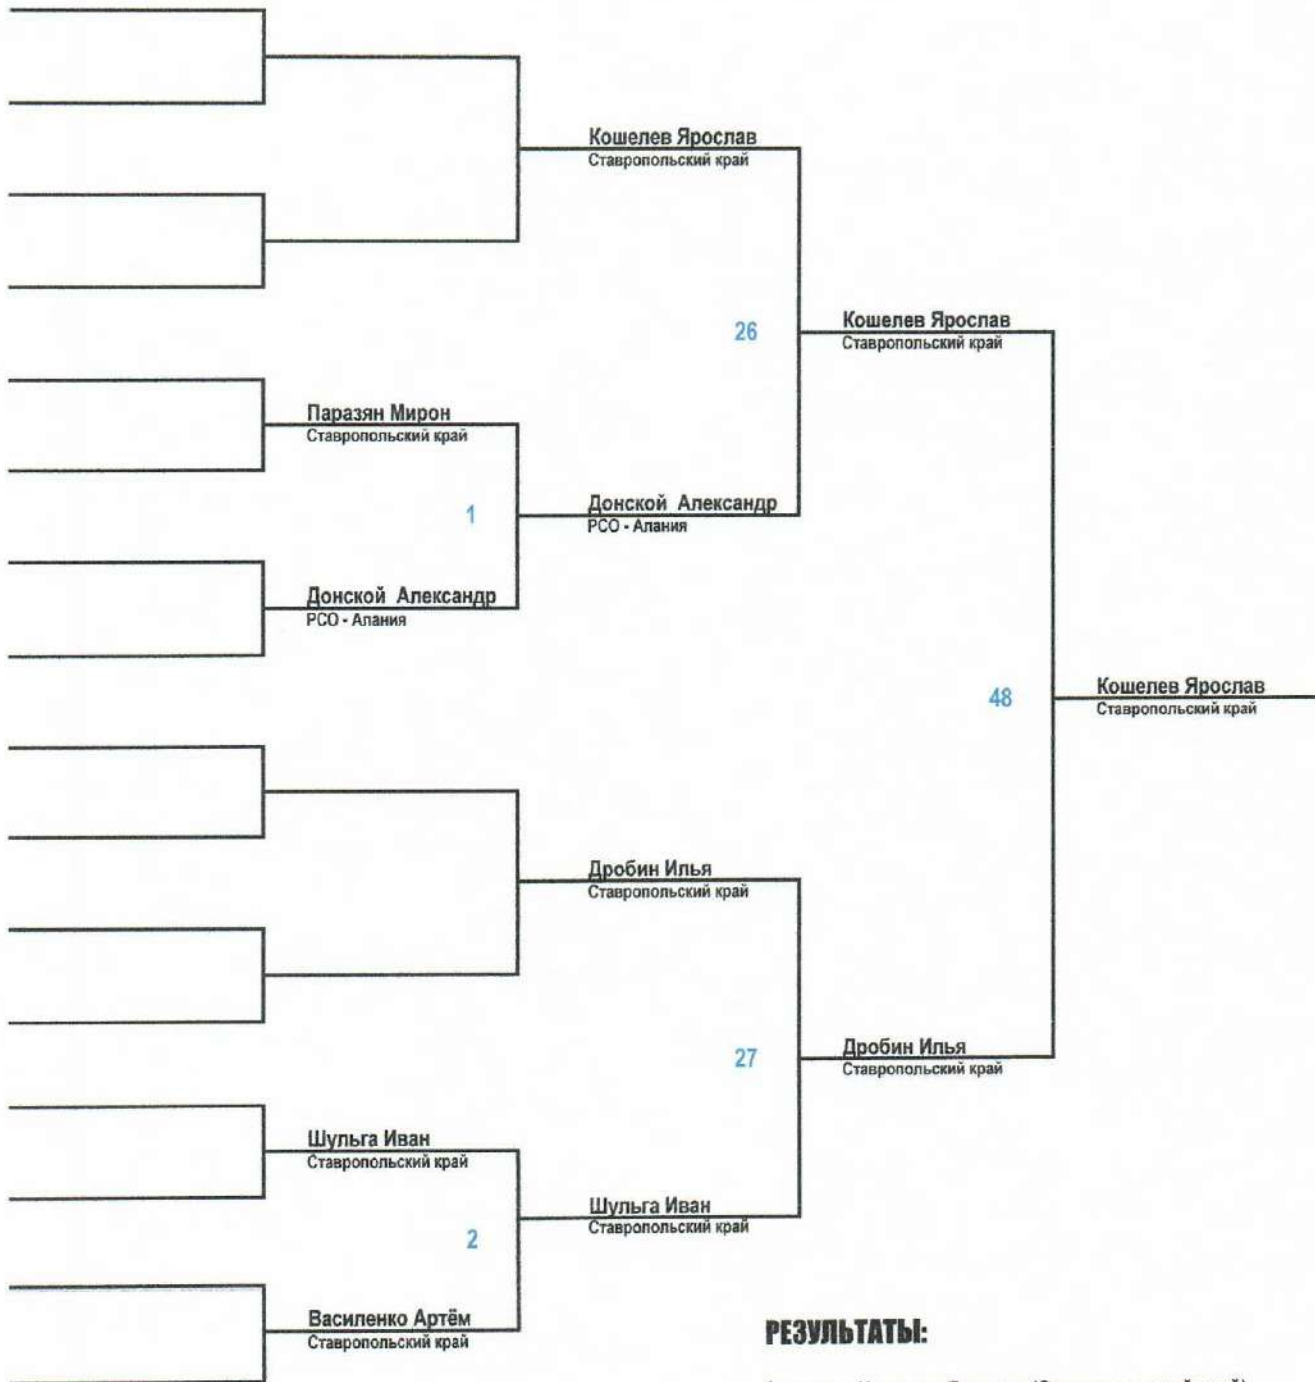 Кошелев Ярослав
Ставропольский край
26
Кошелев Ярослав
Ставропольский край
Паразян Мирон
Ставропольский край
1
Донской Александр
РСО - Алания
Донской Александр
РСО - Алания
48
Кошелев Ярослав
Ставропольский край
Дробин Илья
Ставропольский край
27
Дробин Илья
Ставропольский край
Шульга Иван
Ставропольский край
Шульга Иван
Ставропольский край
2
Василенко Артём
Ставропольский край
РЕЗУЛЬТАТЫ: